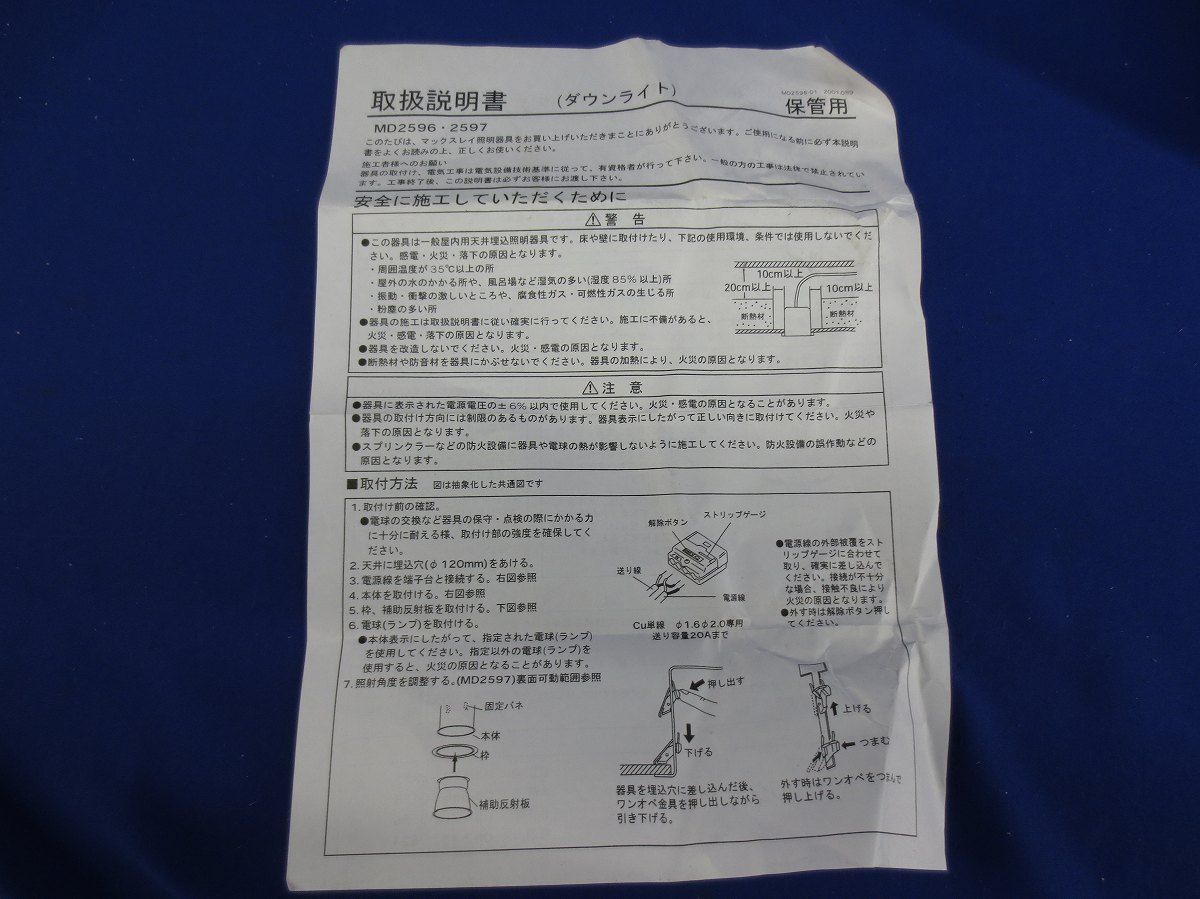 取扱説明書 (ダウンライト)
MD2596-01 2001.089
保管用
MD2596・2597
このたびは、マックスレイ照明器具をお買い上げいただきまことにありがとうございます。ご使用になる前に必ず本説明
書をよくお読みの上、正しくお使いください。
施工者様へのお願い
器具の取付け、電気工事は電気設備技術基準に従って、有資格者が行って下さい。一般の方の工事は法律で禁止されてい
ます。工事終了後、この説明書は必ずお客様にお渡し下さい。
安全に施工していただくために
⚠警 告
●この器具は一般屋内用天井埋込照明器具です。床や壁に取付けたり、下記の使用環境、条件では使用しないでくだ
さい。感電・火災・落下の原因となります。
・周囲温度が35℃以上の所
・屋外の水のかかる所や、風呂場など湿気の多い(湿度85%以上)所
・振動・衝撃の激しいところや、腐食性ガス・可燃性ガスの生じる所
・粉塵の多い所
●器具の施工は取扱説明書に従い確実に行ってください。施工に不備があると、
火災・感電・落下の原因となります。
●器具を改造しないでください。火災・感電の原因となります。
●断熱材や防音材を器具にかぶせないでください。器具の加熱により、火災の原因となります。
10cm以上
20cm以上
10cm以上
断熱材
断熱材
⚠注 意
●器具に表示された電源電圧の±6%以内で使用してください。火災・感電の原因となることがあります。
●器具の取付け方向には制限のあるものがあります。器具表示にしたがって正しい向きに取付けてください。火災や
落下の原因となります。
●スプリンクラーなどの防火設備に器具や電球の熱が影響しないように施工してください。防火設備の誤作動などの
原因となります。
■取付方法 図は抽象化した共通図です
1.取付け前の確認。
●電球の交換など器具の保守・点検の際にかかる力
に十分に耐える様、取付け部の強度を確保してく
ださい。
2.天井に埋込穴(φ120mm)をあける。
3.電源線を端子台と接続する。右図参照
4.本体を取付ける。右図参照
5.枠、補助反射板を取付ける。下図参照
6.電球(ランプ)を取付ける。
●本体表示にしたがって、指定された電球(ランプ)
を使用してください。指定以外の電球(ランプ)を
使用すると、火災の原因となることがあります。
7.照射角度を調整する。(MD2597)裏面可動範囲参照
固定バネ
本体
枠
補助反射板
ストリップゲージ
解除ボタン
送り線
電源線
Cu単線 φ1.6φ2.0専用
送り容量20Aまで
●電源線の外部被覆をスト
リップゲージに合わせて
取り、確実に差し込んで
ください。接続が不十分
な場合、接触不良により
火災の原因となります。
●外す時は解除ボタン押し
てください。
押し出す
下げる
器具を埋込穴に差し込んだ後、
ワンオペ金具を押し出しながら
引き下げる。
上げる
つまむ
外す時はワンオペをつまんで
押し上げる。